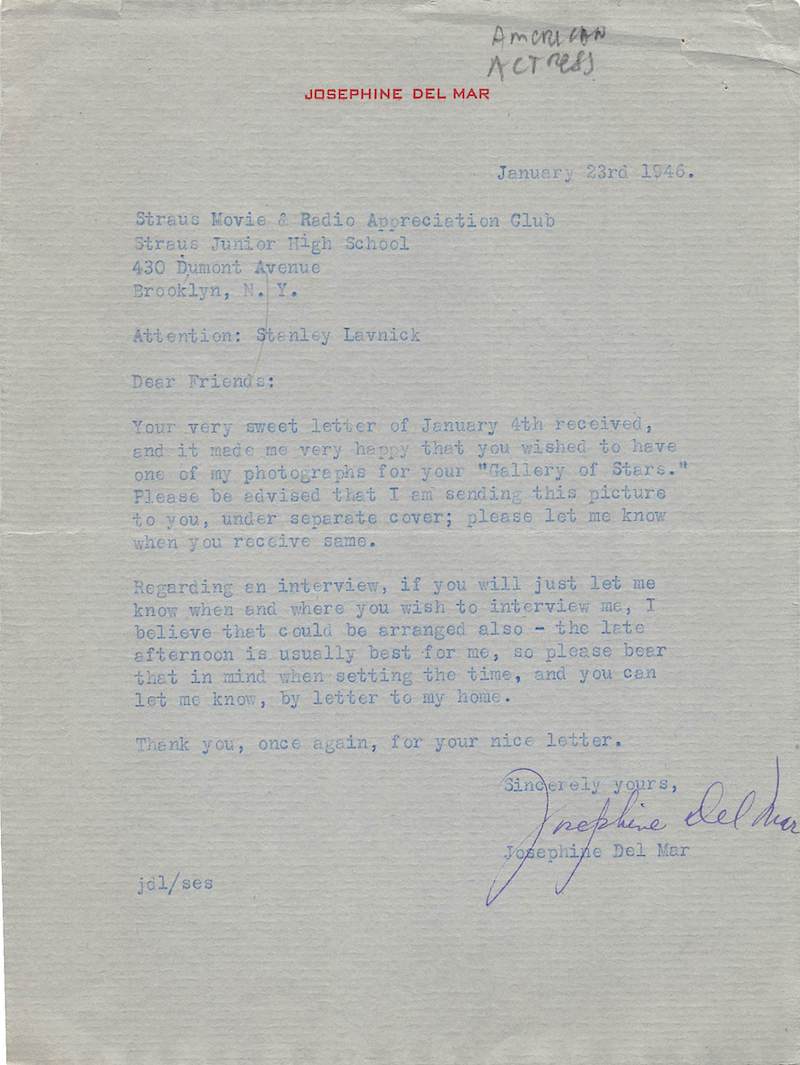 AMERICAN
ACTRESS
JOSEPHINE DEL MAR
January 23rd 1946.
Straus Movie & Radio Appreciation Club
Straus Junior High School
430 Dumont Avenue
Brooklyn, N. Y.
Attention: Stanley Lavnick
Dear Friends:
Your very sweet letter of January 4th received,
and it made me very happy that you wished to have
one of my photographs for your "Gallery of Stars."
Please be advised that I am sending this picture
to you, under separate cover; please let me know
when you receive same.
Regarding an interview, if you will just let me
know when and where you wish to interview me, I
believe that could be arranged also - the late
afternoon is usually best for me, so please bear
that in mind when setting the time, and you can
let me know, by letter to my home.
Thank you, once again, for your nice letter.
Sincerely yours,
Josephine Del Mar
Josephine Del Mar
jdl/ses